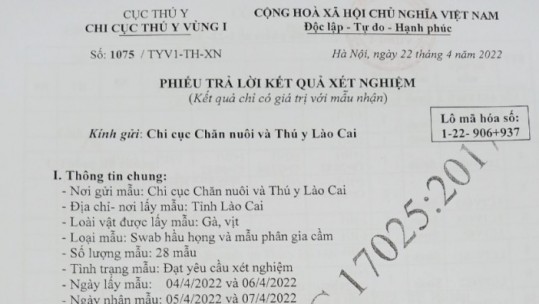 CỤC THÚ Y
CỘNG HOÀ XÃ HỘI CHỦ NGHĨA VIỆT NAM
CHI CỤC THÚ Y VÙNG I
Độc lập - Tự do - Hạnh phúc
Số: 1075 / TYV1-TH-XN
Hà Nội, ngày 22 tháng 4 năm 2022
PHIẾU TRẢ LỜI KẾT QUẢ XÉT NGHIỆM
(Kết quả chỉ có giá trị với mẫu nhận)
Lô mã hóa số:
1-22- 906+937
Kính gửi: Chi cục Chăn nuôi và Thú y Lào Cai
I. Thông tin chung:
- Nơi gửi mẫu: Chi cục Chăn nuôi và Thú y Lào Cai
- Địa chỉ- nơi lấy mẫu: Tỉnh Lào Cai
- Loài vật được lấy mẫu: Gà, vịt
- Loại mẫu: Swab hầu họng và mẫu phân gia cầm
- Số lượng mẫu: 28 mẫu
- Tình trạng mẫu: Đạt yêu cầu xét nghiệm
- Ngày lấy mẫu: 04/4/2022 và 06/4/2022
- Ngày nhận mẫu: 05/4/2022 và 07/4/2022
17025:2017